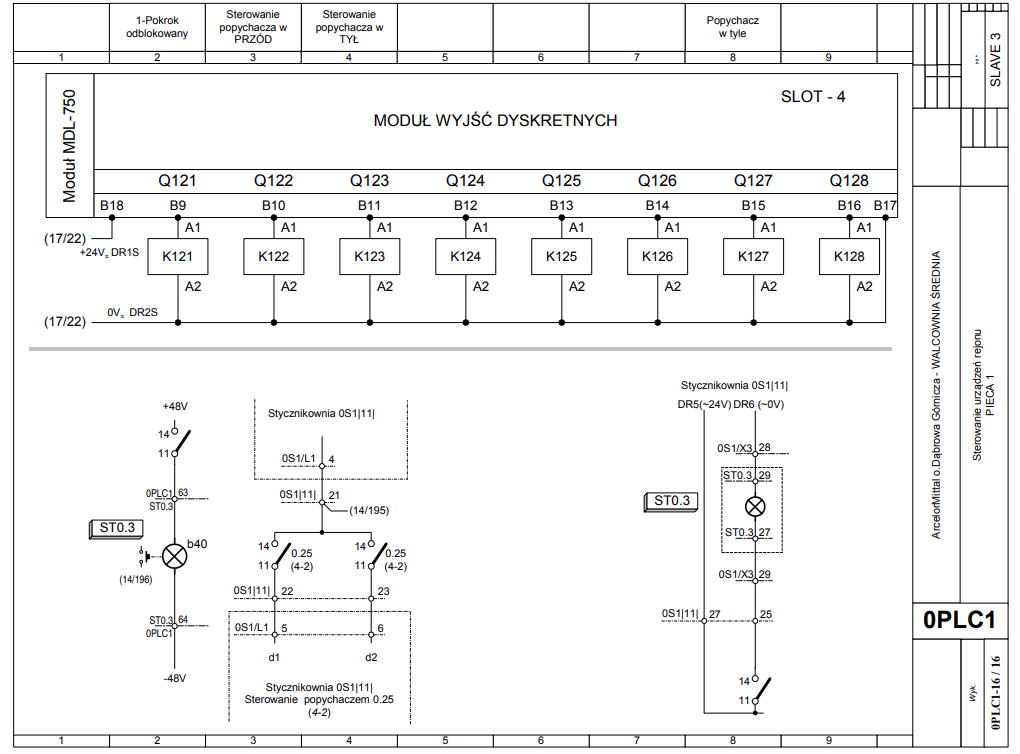 1-Pokrok
odblokowany
Sterowanie
popychacza w
PRZÓD
Sterowanie
popychacza w
TYŁ
Popychacz
w tyle
1 2 3 4 5 6 7 8 9
Moduł MDL-750
SLOT - 4
MODUŁ WYJŚĆ DYSKRETNYCH
Q121 Q122 Q123 Q124 Q125 Q126 Q127 Q128
B18 B9 B10 B11 B12 B13 B14 B15 B16 B17
(17/22)
+24V= DR1S
A1 A1 A1 A1 A1 A1 A1 A1
K121 K122 K123 K124 K125 K126 K127 K128
A2 A2 A2 A2 A2 A2 A2 A2
(17/22)
0V= DR2S
+48V
14
11
0PLC1 63
ST0.3
ST0.3
b40
(14/196)
ST0.3 64
0PLC1
-48V
Stycznikownia 0S1|11|
0S1/L1 4
0S1|11| 21
(14/195)
14 0.25
11 (4-2)
14 0.25
11 (4-2)
0S1|11| 22 23
0S1/L1 5 6
d1 d2
Stycznikownia 0S1|11|
Sterowanie popychaczem 0.25
(4-2)
Stycznikownia 0S1|11|
DR5(~24V) DR6 (~0V)
0S1/X3 28
ST0.3 29
ST0.3
ST0.3 27
0S1/X3 29
0S1|11| 27 25
14
11
1 2 3 4 5 6 7 8 9
SLAVE 3
„-
ArcelorMittal o.Dąbrowa Górnicza - WALCOWNIA ŚREDNIA
Sterowanie urządzeń rejonu
PIECA 1
0PLC1
Wyk.
0PLC1-16 / 16